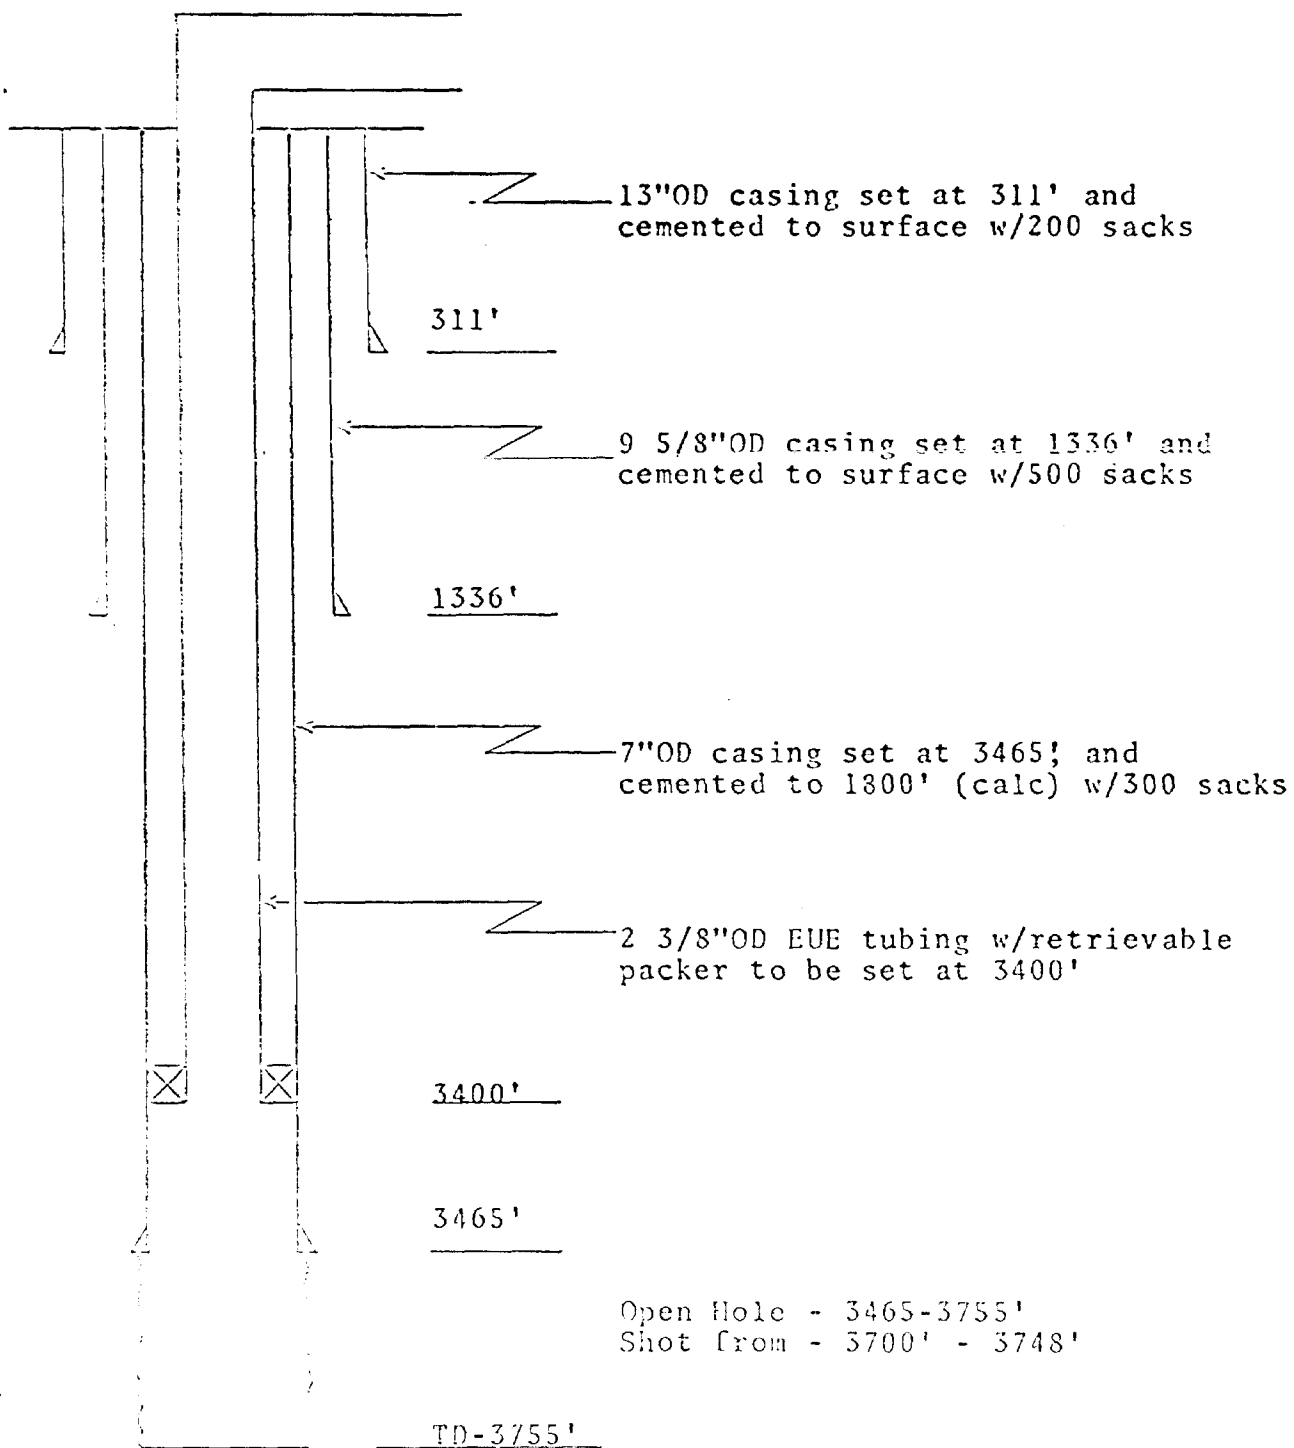 13"OD casing set at 311' and
cemented to surface w/200 sacks
311'
9 5/8"OD casing set at 1336' and
cemented to surface w/500 sacks
1336'
7"OD casing set at 3465' and
cemented to 1800' (calc) w/300 sacks
2 3/8"OD EUE tubing w/retrievable
packer to be set at 3400'
3400'
3465'
Open Hole - 3465-3755'
Shot from - 3700' - 3748'
TD-3755'